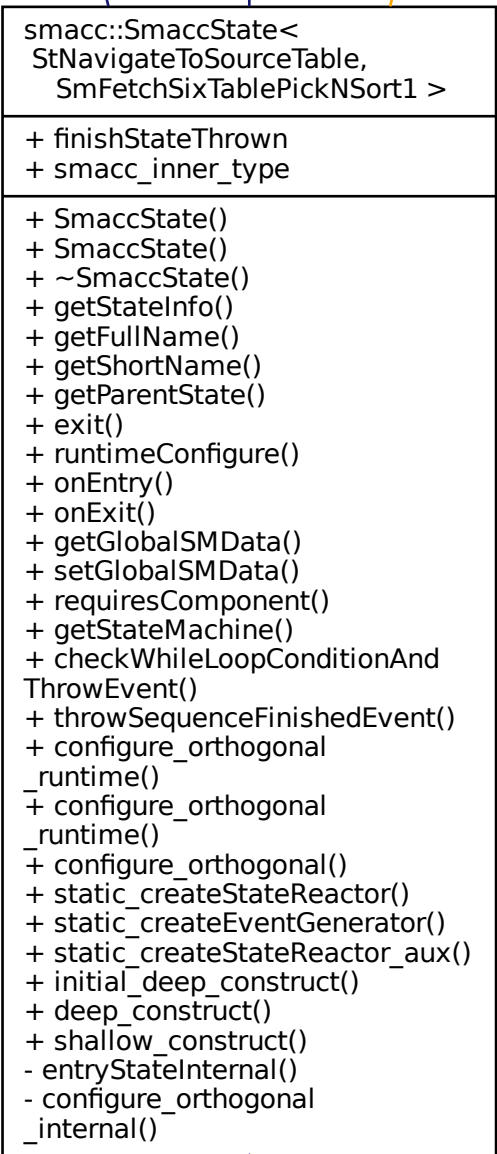 smacc::SmaccState<
StNavigateToSourceTable,
SmFetchSixTablePickNSort1 >
+ finishStateThrown
+ smacc_inner_type
+ SmaccState()
+ SmaccState()
+ ~SmaccState()
+ getStateInfo()
+ getFullName()
+ getShortName()
+ getParentState()
+ exit()
+ runtimeConfigure()
+ onEntry()
+ onExit()
+ getGlobalSMData()
+ setGlobalSMData()
+ requiresComponent()
+ getStateMachine()
+ checkWhileLoopConditionAnd
ThrowEvent()
+ throwSequenceFinishedEvent()
+ configure_orthogonal
_runtime()
+ configure_orthogonal
_runtime()
+ configure_orthogonal()
+ static_createStateReactor()
+ static_createEventGenerator()
+ static_createStateReactor_aux()
+ initial_deep_construct()
+ deep_construct()
+ shallow_construct()
- entryStateInternal()
- configure_orthogonal
_internal()